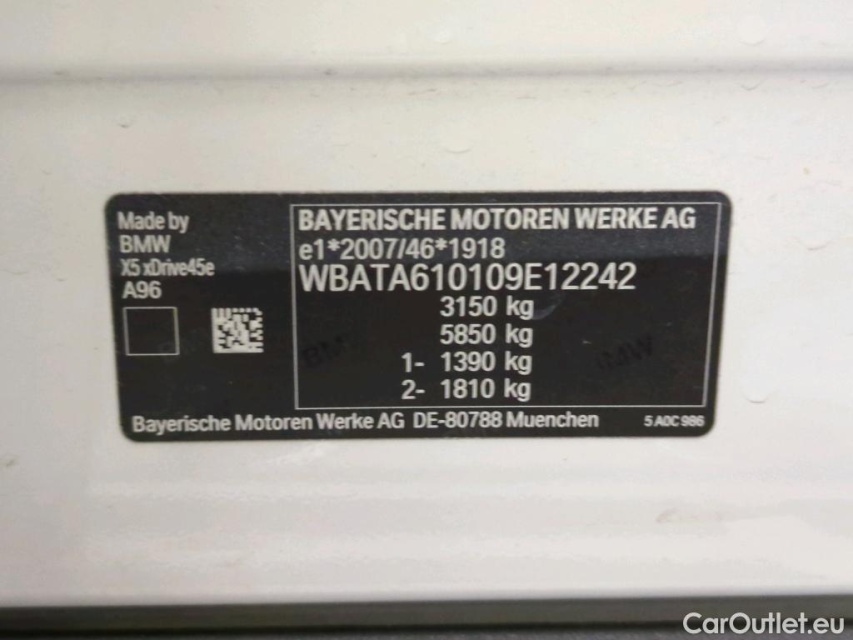 Made by
BMW
X5 xDrive45e
A96
BAYERISCHE MOTOREN WERKE AG
e1*2007/46*1918
WBATA610109E12242
3150 kg
5850 kg
1- 1390 kg
2- 1810 kg
Bayerische Motoren Werke AG DE-80788 Muenchen
5 A0C 986
CarOutlet.eu